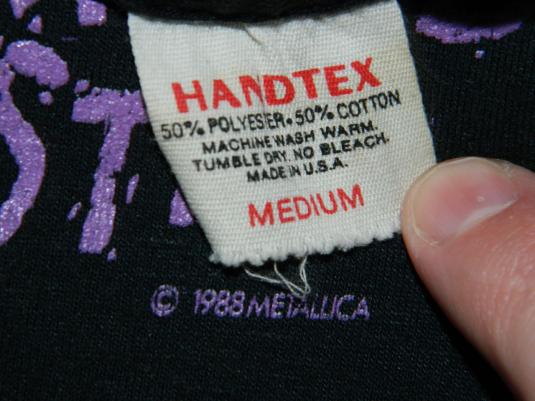 HANDTEX
50% POLYESTER • 50% COTTON
MACHINE WASH WARM.
TUMBLE DRY. NO BLEACH.
MADE IN U.S.A.
MEDIUM
© 1988 METALLICA